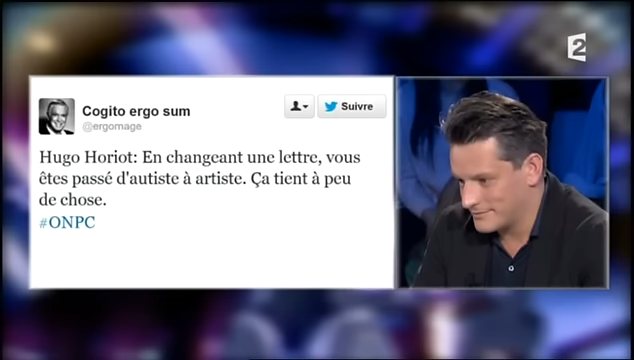 2
Cogito ergo sum
@ergomage
Suivre
Hugo Horiot: En changeant une lettre, vous
êtes passé d'autiste à artiste. Ça tient à peu
de chose.
#ONPC